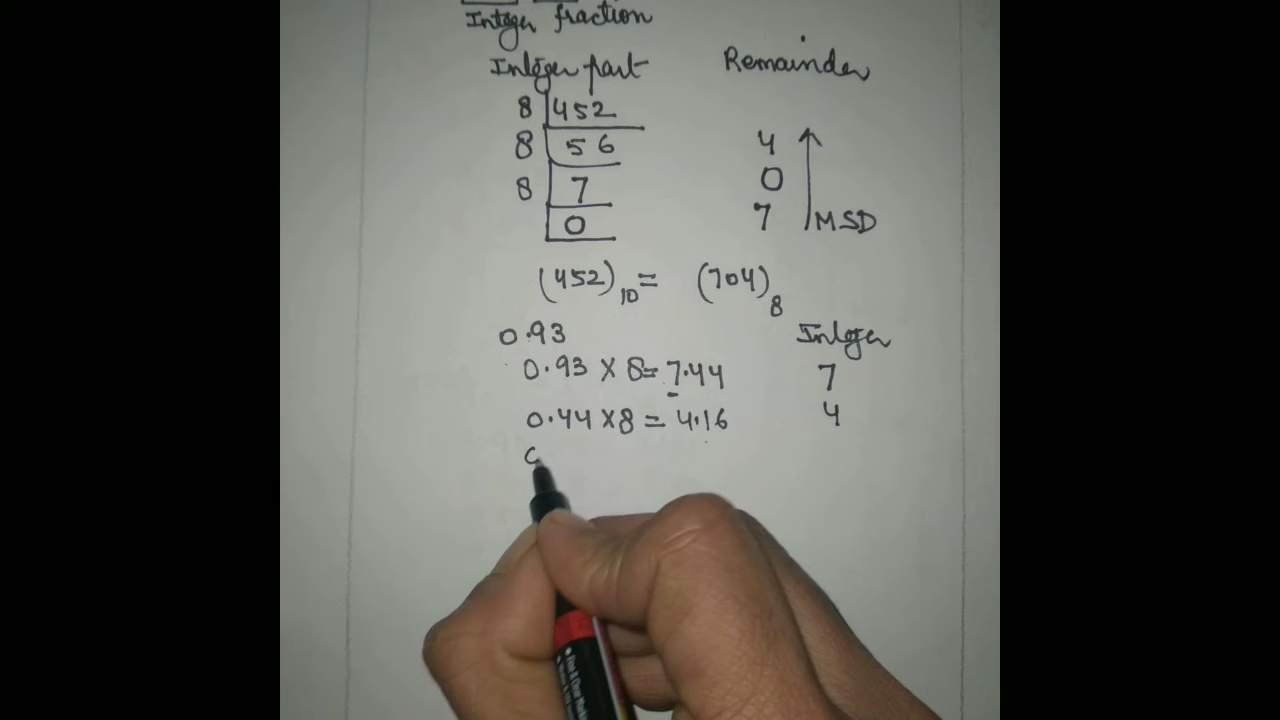 Integer fraction
Integer part Remainder
8 452
8 56 4
8 7 0
0 7 MSD
(452)10 = (704)8
0.93 Integer
0.93 X 8 = 7.44 7
0.44 X 8 = 4.16 4